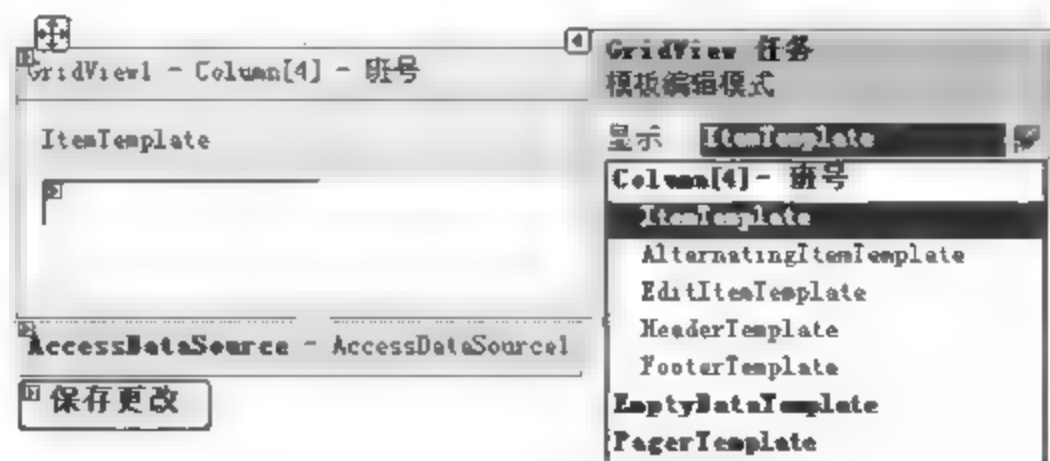 GridView1 - Column[4] - 班号
ItemTemplate
AccessDataSource - AccessDataSource1
保存更改
GridView 任务
模板编辑模式
显示 ItemTemplate
Column[4]- 班号
ItemTemplate
AlternatingItemTemplate
EditItemTemplate
HeaderTemplate
FooterTemplate
EmptyDataTemplate
PagerTemplate